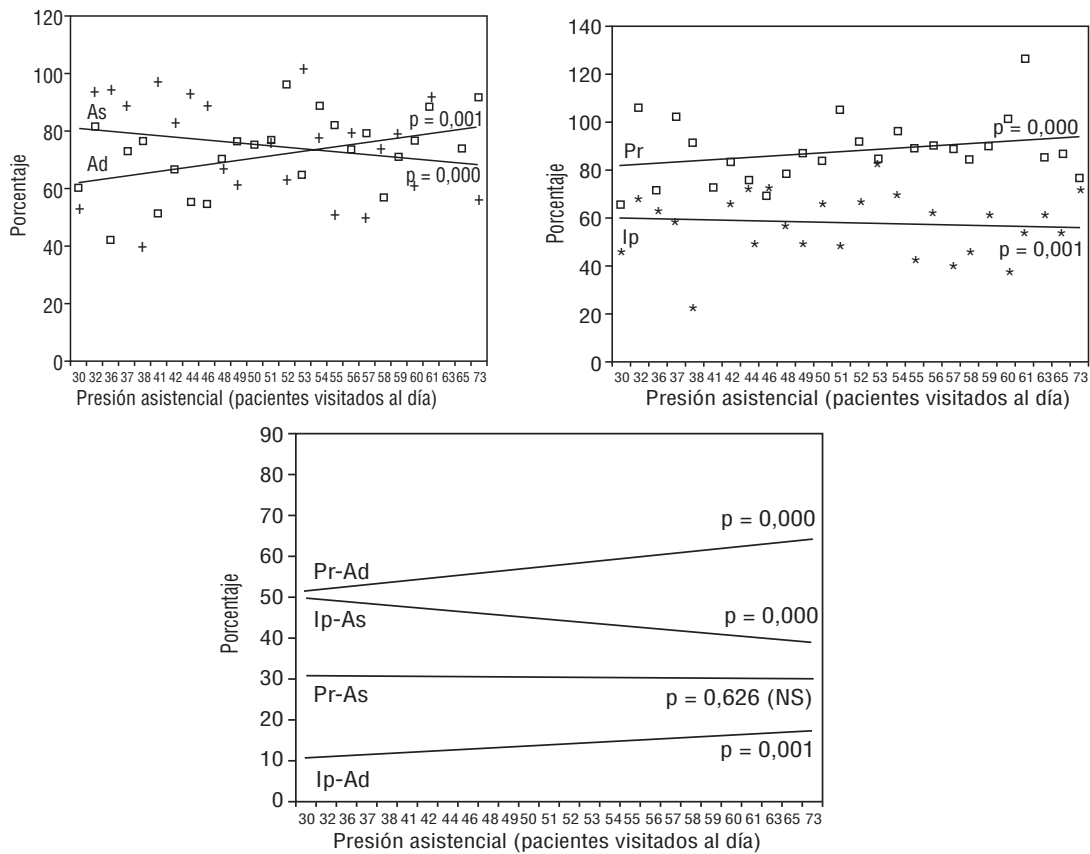 120
100
80
60
40
20
0
Porcentaje
As
Ad
p = 0,001
p = 0,000
30 32 36 37 38 41 42 44 46 48 49 50 51 52 53 54 55 56 57 58 59 60 61 63 65 73
Presión asistencial (pacientes visitados al día)
140
120
100
80
60
40
20
0
Porcentaje
Pr
Ip
p = 0,000
p = 0,001
30 32 36 37 38 41 42 44 46 48 49 50 51 52 53 54 55 56 57 58 59 60 61 63 65 73
Presión asistencial (pacientes visitados al día)
90
80
70
60
50
40
30
20
10
0
Porcentaje
p = 0,000
Pr-Ad
Ip-As
p = 0,000
Pr-As
p = 0,626 (NS)
p = 0,001
Ip-Ad
30 32 36 37 38 41 42 44 46 48 49 50 51 52 53 54 55 56 57 58 59 60 61 63 65 73
Presión asistencial (pacientes visitados al día)